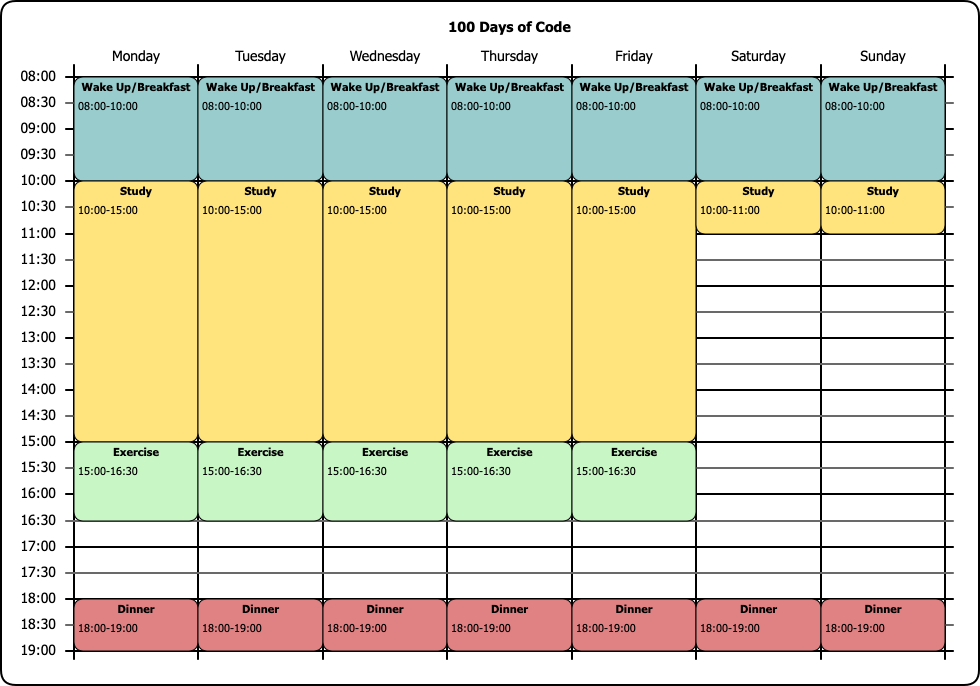 100 Days of Code
Monday Tuesday Wednesday Thursday Friday Saturday Sunday
08:00
Wake Up/Breakfast Wake Up/Breakfast Wake Up/Breakfast Wake Up/Breakfast Wake Up/Breakfast Wake Up/Breakfast Wake Up/Breakfast
08:30 08:00-10:00 08:00-10:00 08:00-10:00 08:00-10:00 08:00-10:00 08:00-10:00 08:00-10:00
09:00
09:30
10:00
Study Study Study Study Study Study Study
10:30 10:00-15:00 10:00-15:00 10:00-15:00 10:00-15:00 10:00-15:00 10:00-11:00 10:00-11:00
11:00
11:30
12:00
12:30
13:00
13:30
14:00
14:30
15:00
Exercise Exercise Exercise Exercise Exercise
15:30 15:00-16:30 15:00-16:30 15:00-16:30 15:00-16:30 15:00-16:30
16:00
16:30
17:00
17:30
18:00
Dinner Dinner Dinner Dinner Dinner Dinner Dinner
18:30 18:00-19:00 18:00-19:00 18:00-19:00 18:00-19:00 18:00-19:00 18:00-19:00 18:00-19:00
19:00